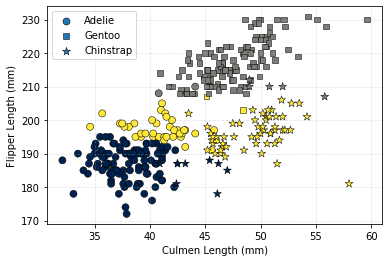 Adelie
Gentoo
Chinstrap
Flipper Length (mm)
230
220
210
200
190
180
170
35
40
45
50
55
60
Culmen Length (mm)